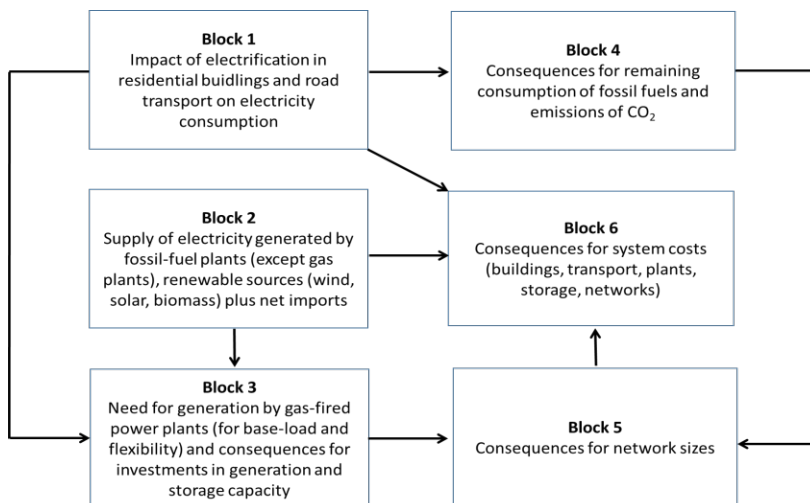 Block 1
Impact of electrification in
residential buidlings and road
transport on electricity
consumption
Block 4
Consequences for remaining
consumption of fossil fuels and
emissions of CO₂
Block 2
Supply of electricity generated by
fossil-fuel plants (except gas
plants), renewable sources (wind,
solar, biomass) plus net imports
Block 6
Consequences for system costs
(buildings, transport, plants,
storage, networks)
Block 3
Need for generation by gas-fired
power plants (for base-load and
flexibility) and consequences for
investments in generation and
storage capacity
Block 5
Consequences for network sizes